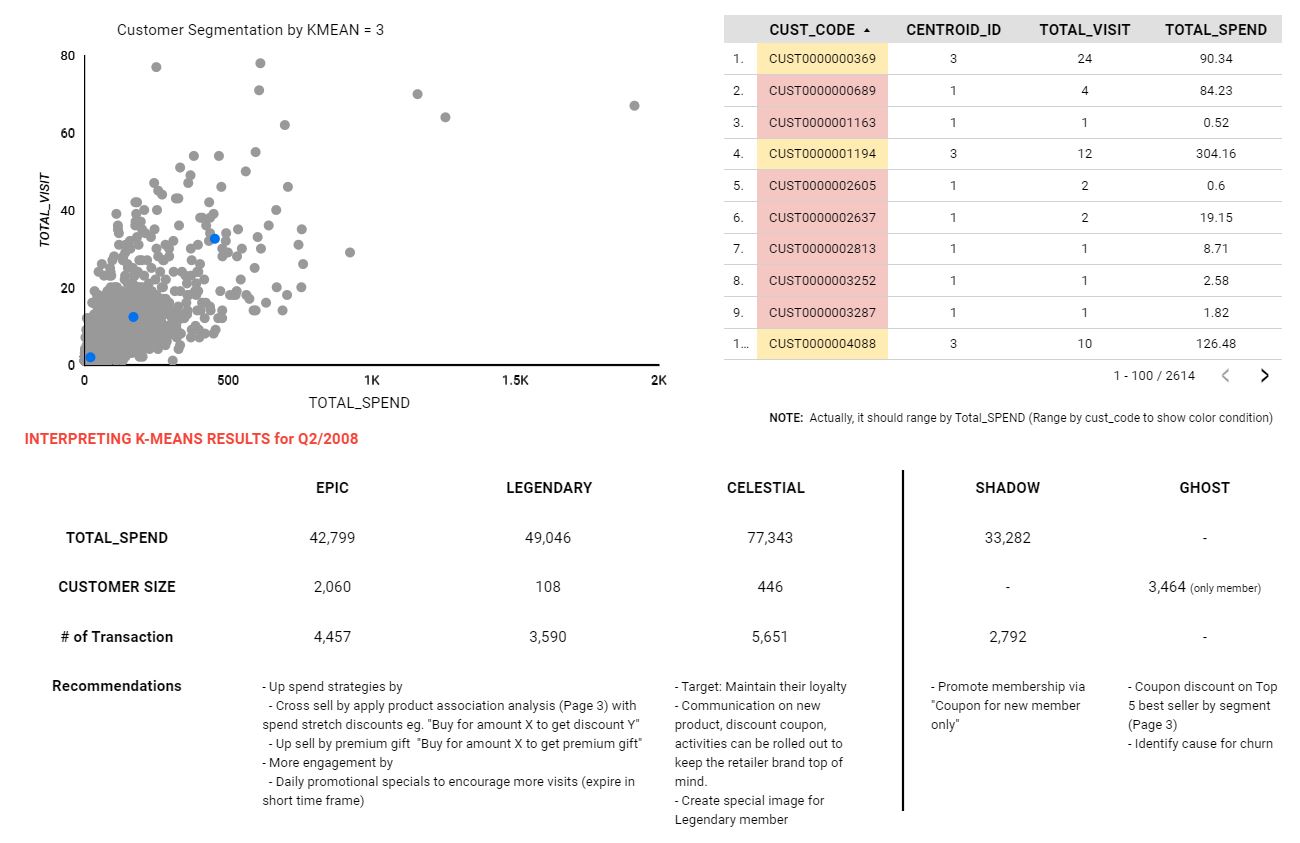 Customer Segmentation by KMEAN = 3
80
60
40
20
0
TOTAL_VISIT
0 500 1K 1.5K 2K
TOTAL_SPEND
CUST_CODE CENTROID_ID TOTAL_VISIT TOTAL_SPEND
1. CUST0000000369 3 24 90.34
2. CUST0000000689 1 4 84.23
3. CUST0000001163 1 1 0.52
4. CUST0000001194 3 12 304.16
5. CUST0000002605 1 2 0.6
6. CUST0000002637 1 2 19.15
7. CUST0000002813 1 1 8.71
8. CUST0000003252 1 1 2.58
9. CUST0000003287 1 1 1.82
1... CUST0000004088 3 10 126.48
1 - 100 / 2614
NOTE: Actually, it should range by Total_SPEND (Range by cust_code to show color condition)
INTERPRETING K-MEANS RESULTS for Q2/2008
EPIC LEGENDARY CELESTIAL SHADOW GHOST
TOTAL_SPEND 42,799 49,046 77,343 33,282 -
CUSTOMER SIZE 2,060 108 446 - 3,464 (only member)
# of Transaction 4,457 3,590 5,651 2,792 -
Recommendations
- Up spend strategies by
- Cross sell by apply product association analysis (Page 3) with
spend stretch discounts eg. "Buy for amount X to get discount Y"
- Up sell by premium gift "Buy for amount X to get premium gift"
- More engagement by
- Daily promotional specials to encourage more visits (expire in
short time frame)
- Target: Maintain their loyalty
- Communication on new
product, discount coupon,
activities can be rolled out to
keep the retailer brand top of
mind.
- Create special image for
Legendary member
- Promote membership via
"Coupon for new member
only"
- Coupon discount on Top
5 best seller by segment
(Page 3)
- Identify cause for churn